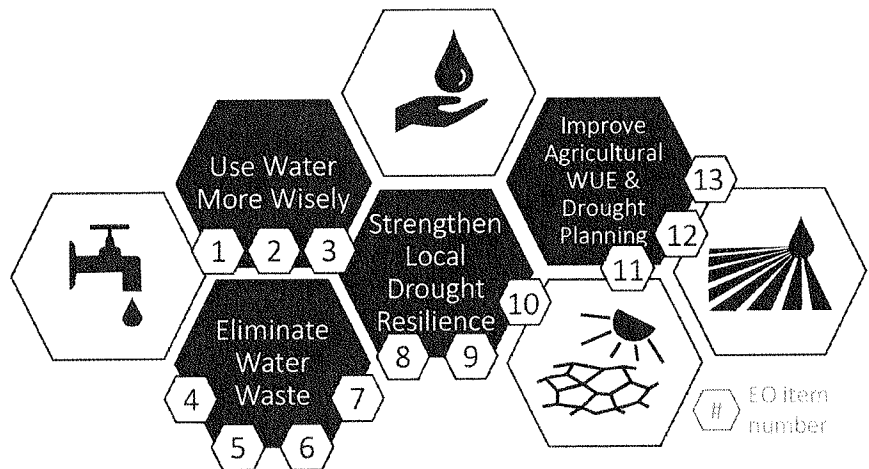 Use Water
More Wisely
1
2
3
Eliminate
Water
Waste
4
5
6
7
Strengthen
Local
Drought
Resilience
8
9
10
Improve
Agricultural
WUE &
Drought
Planning
11
12
13
# EO item
number